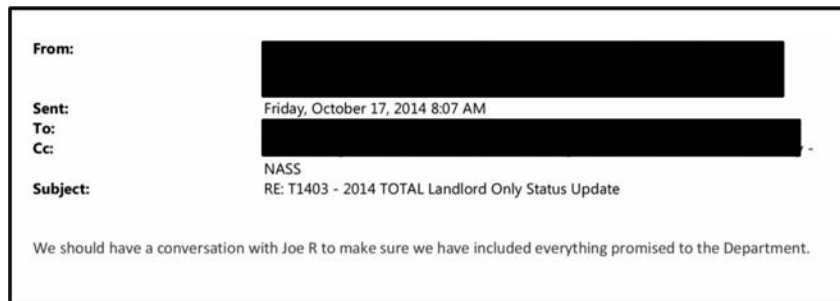 From:
Sent: Friday, October 17, 2014 8:07 AM
To:
Cc: -
NASS
Subject: RE: T1403 - 2014 TOTAL Landlord Only Status Update
We should have a conversation with Joe R to make sure we have included everything promised to the Department.